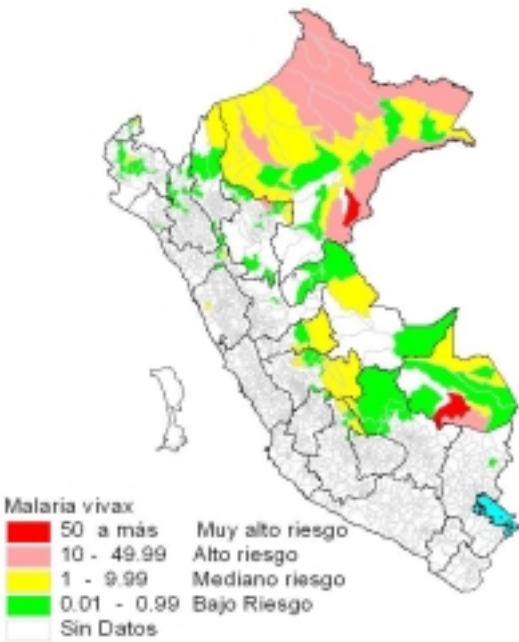 Malaria vivax
50 a más Muy alto riesgo
10 - 49.99 Alto riesgo
1 - 9.99 Mediano riesgo
0.01 - 0.99 Bajo Riesgo
Sin Datos